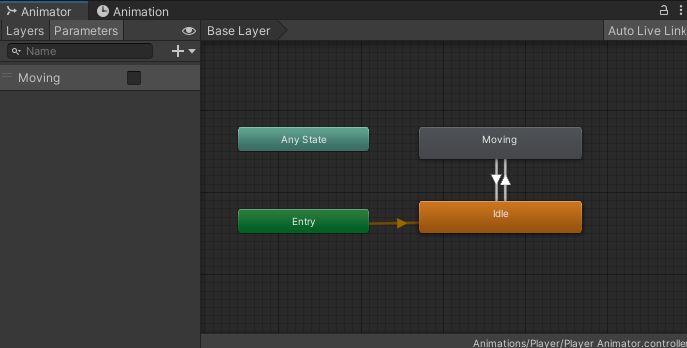 Animator
Animation
Layers
Parameters
Base Layer
Auto Live Link
Name
Moving
Any State
Moving
Entry
Idle
Animations/Player/Player Animator.controller